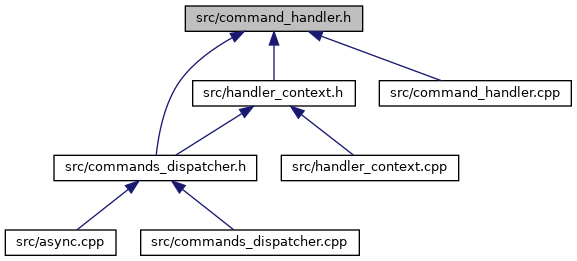 src/command_handler.h
src/handler_context.h
src/command_handler.cpp
src/commands_dispatcher.h
src/handler_context.cpp
src/async.cpp
src/commands_dispatcher.cpp